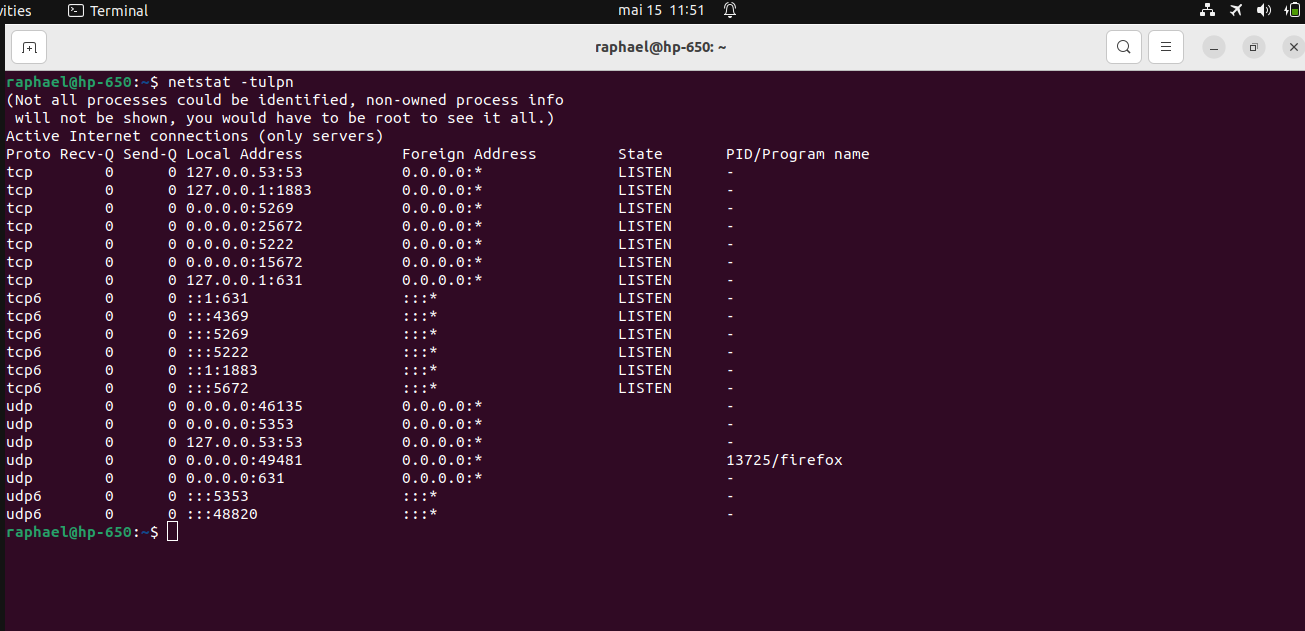 vities Terminal mai 15 11:51
raphael@hp-650: ~
raphael@hp-650:~$ netstat -tulpn
(Not all processes could be identified, non-owned process info
 will not be shown, you would have to be root to see it all.)
Active Internet connections (only servers)
Proto Recv-Q Send-Q Local Address           Foreign Address         State       PID/Program name
tcp        0      0 127.0.0.53:53           0.0.0.0:*               LISTEN      -
tcp        0      0 127.0.0.1:1883          0.0.0.0:*               LISTEN      -
tcp        0      0 0.0.0.0:5269            0.0.0.0:*               LISTEN      -
tcp        0      0 0.0.0.0:25672           0.0.0.0:*               LISTEN      -
tcp        0      0 0.0.0.0:5222            0.0.0.0:*               LISTEN      -
tcp        0      0 0.0.0.0:15672           0.0.0.0:*               LISTEN      -
tcp        0      0 127.0.0.1:631           0.0.0.0:*               LISTEN      -
tcp6       0      0 ::1:631                 :::*                    LISTEN      -
tcp6       0      0 :::4369                 :::*                    LISTEN      -
tcp6       0      0 :::5269                 :::*                    LISTEN      -
tcp6       0      0 :::5222                 :::*                    LISTEN      -
tcp6       0      0 ::1:1883                :::*                    LISTEN      -
tcp6       0      0 :::5672                 :::*                    LISTEN      -
udp        0      0 0.0.0.0:46135           0.0.0.0:*                           -
udp        0      0 0.0.0.0:5353            0.0.0.0:*                           -
udp        0      0 127.0.0.53:53           0.0.0.0:*                           -
udp        0      0 0.0.0.0:49481           0.0.0.0:*                           13725/firefox
udp        0      0 0.0.0.0:631             0.0.0.0:*                           -
udp6       0      0 :::5353                 :::*                                -
udp6       0      0 :::48820                :::*                                -
raphael@hp-650:~$